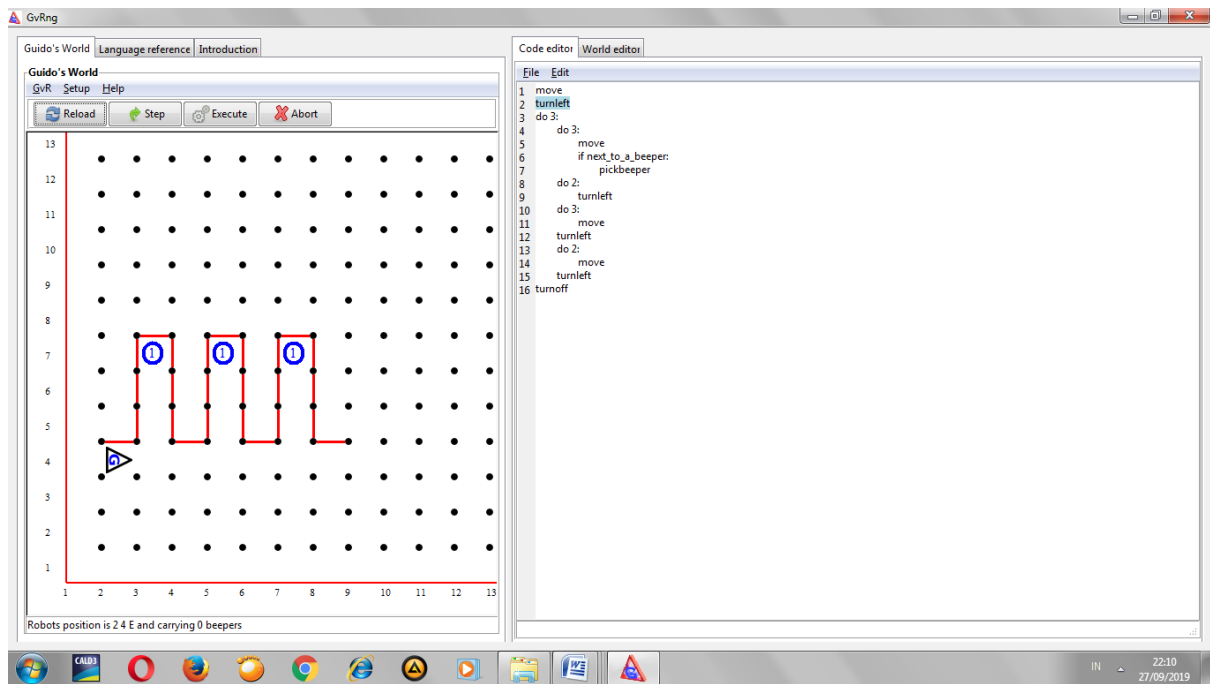 GvRng
Guido's World Language reference Introduction
Guido's World
GvR Setup Help
Reload Step Execute Abort
13
12
11
10
9
8
7
6
5
4
3
2
1
1 1 1
G
1 2 3 4 5 6 7 8 9 10 11 12 13
Robots position is 2 4 E and carrying 0 beepers
Code editor World editor
File Edit
1 move
2 turnleft
3 do 3:
4 do 3:
5 move
6 if next_to_a_beeper:
7 pickbeeper
8 do 2:
9 turnleft
10 do 3:
11 move
12 turnleft
13 do 2:
14 move
15 turnleft
16 turnoff
CALD3
IN
22:10
27/09/2019